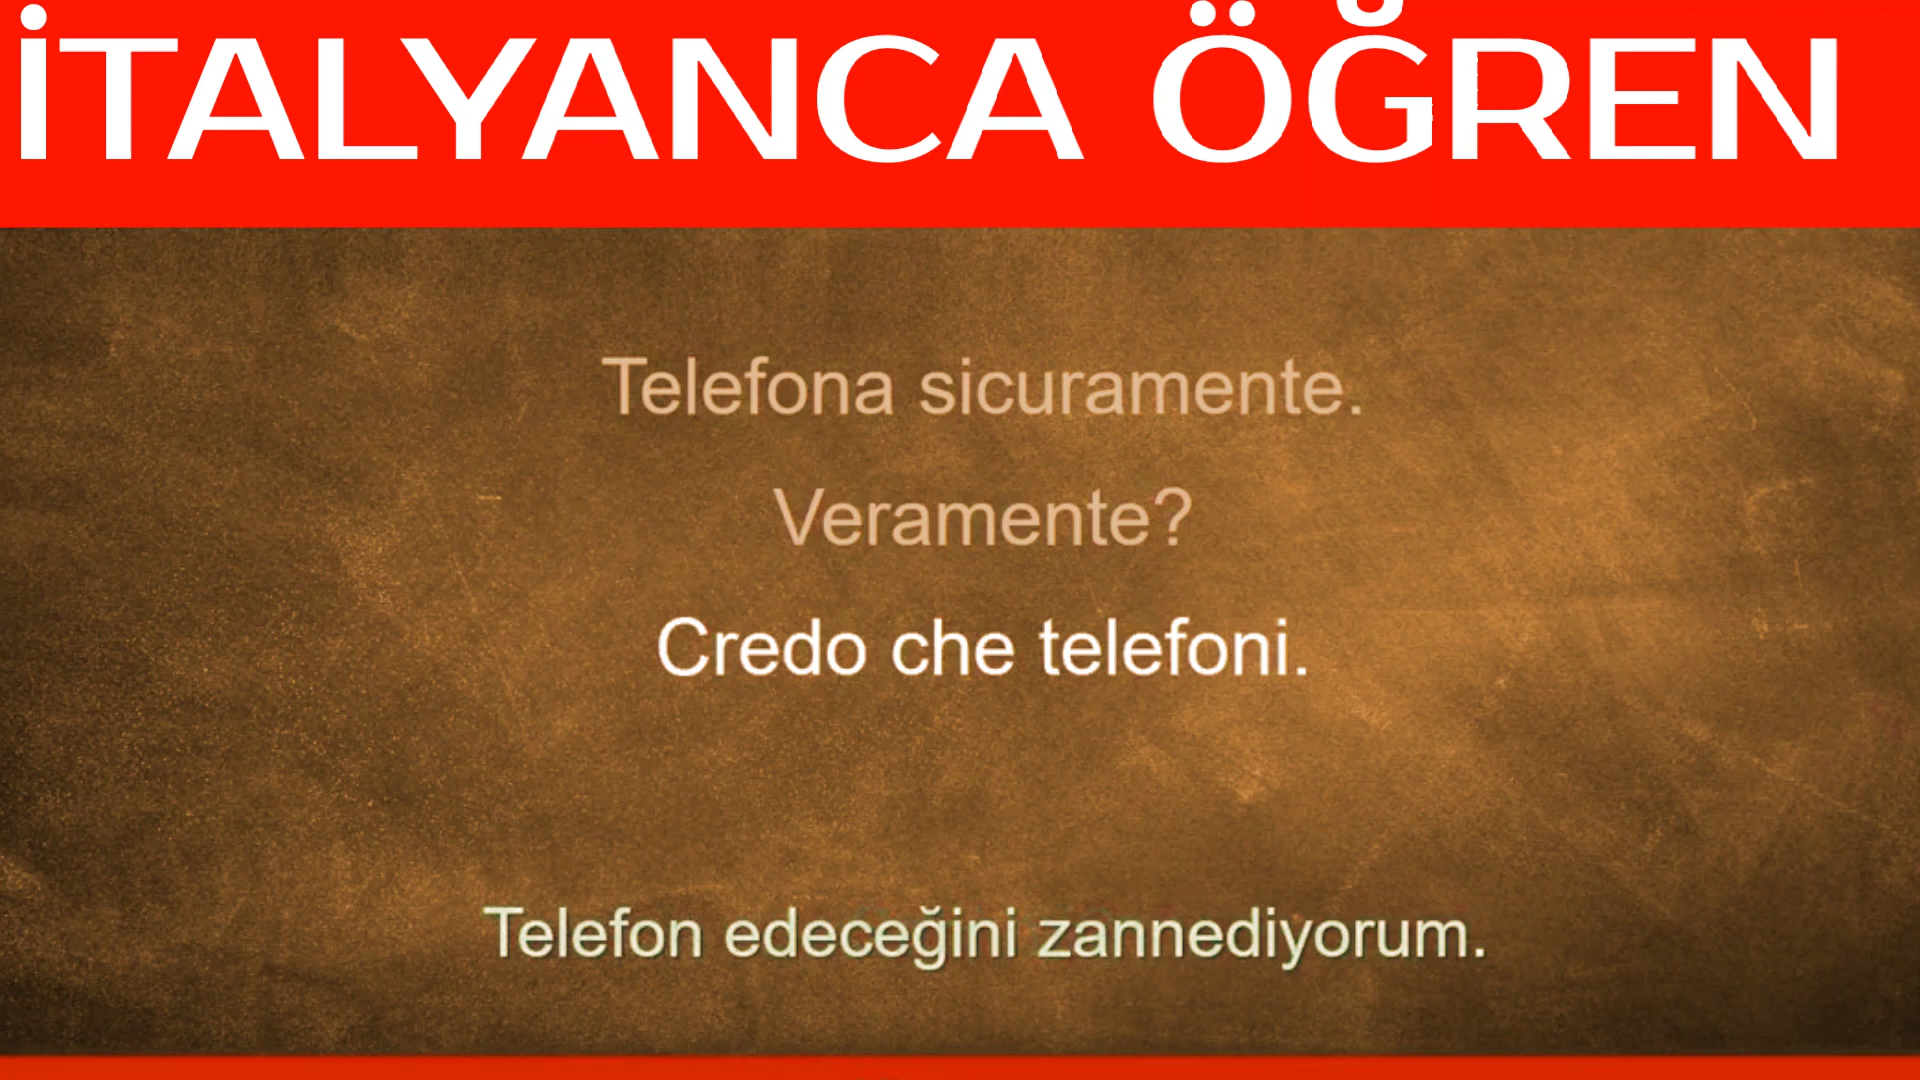 İTALYANCA ÖĞREN
Telefona sicuramente.
Veramente?
Credo che telefoni.
Telefon edeceğini zannediyorum.